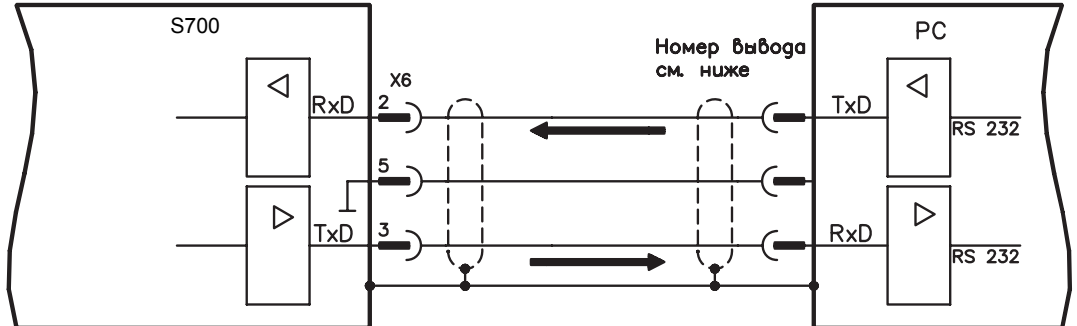 S700
PC
Номер вывода
см. ниже
X6
RxD
2
TxD
RS 232
5
TxD
3
RxD
RS 232